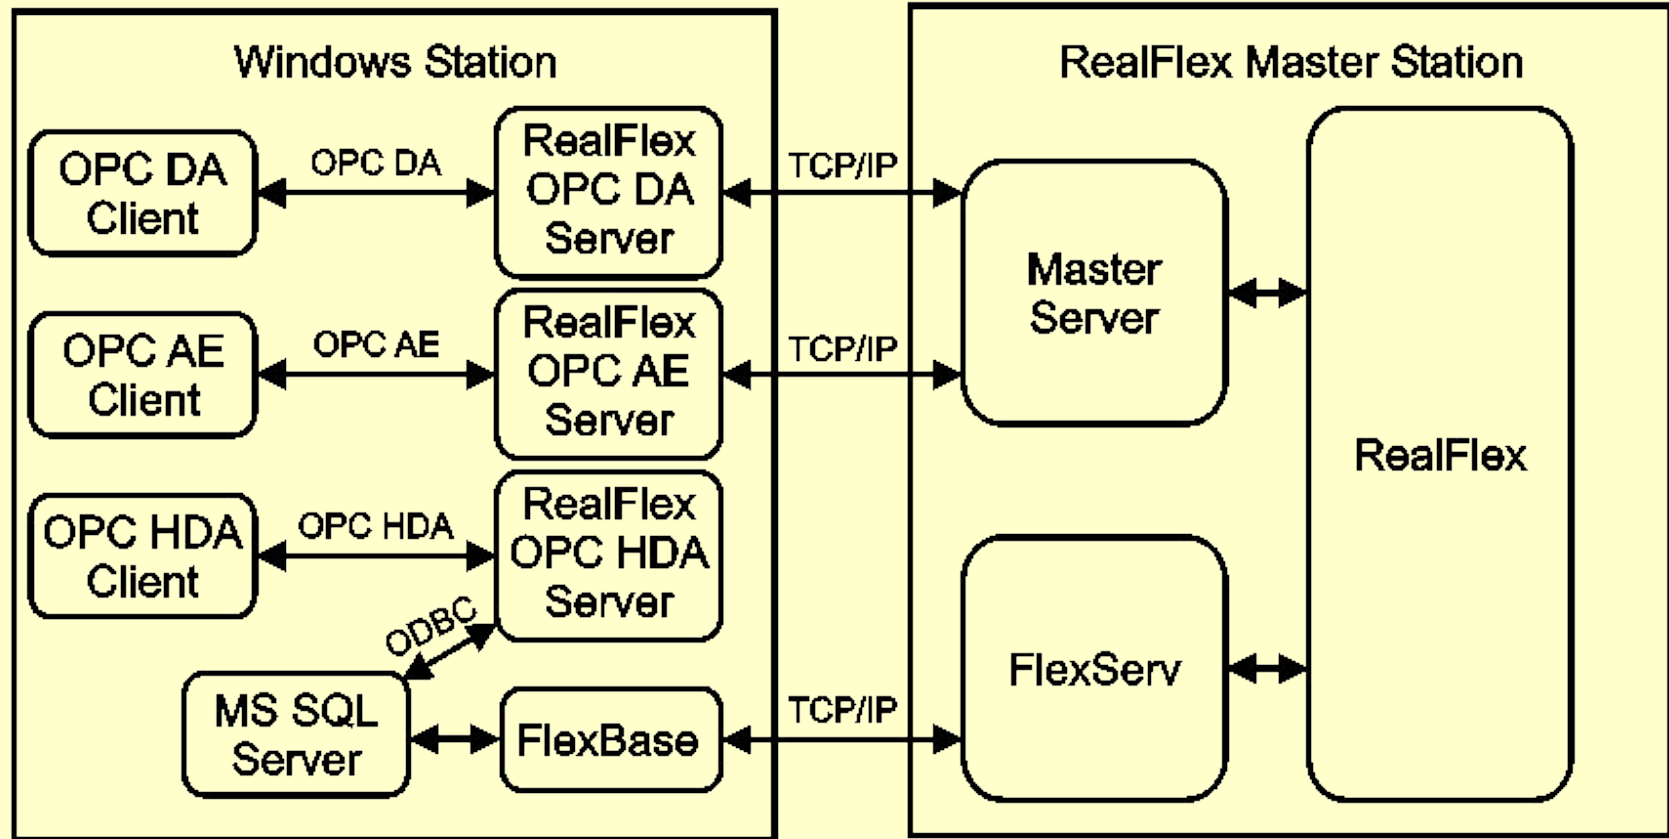 Windows Station
RealFlex Master Station
OPC DA
Client
OPC DA
RealFlex
OPC DA
Server
TCP/IP
Master
Server
RealFlex
OPC AE
Client
OPC AE
RealFlex
OPC AE
Server
TCP/IP
OPC HDA
Client
OPC HDA
RealFlex
OPC HDA
Server
ODBC
MS SQL
Server
FlexBase
TCP/IP
FlexServ